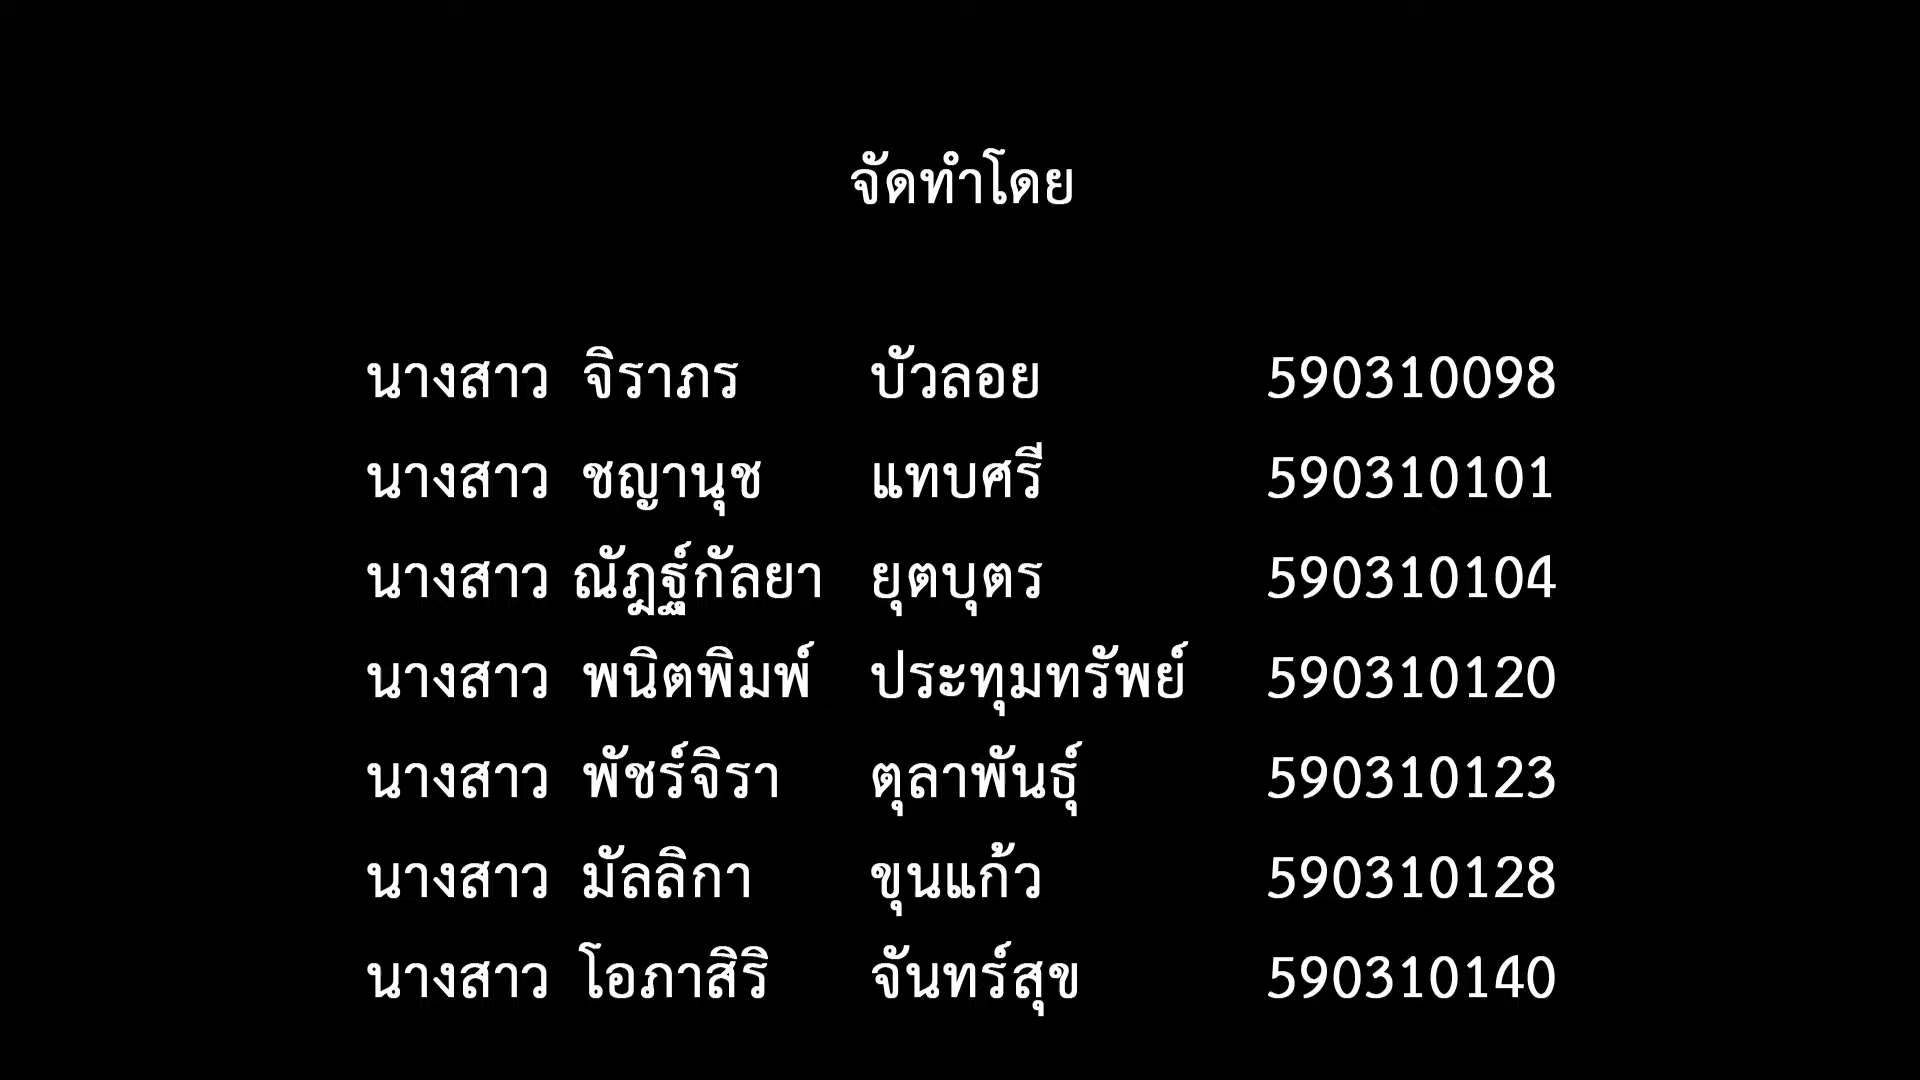 จัดทำโดย
นางสาว จิราภร บัวลอย 590310098
นางสาว ชญานุช แทบศรี 590310101
นางสาว ณัฎฐ์กัลยา ยุตบุตร 590310104
นางสาว พนิตพิมพ์ ประทุมทรัพย์ 590310120
นางสาว พัชร์จิรา ตุลาพันธุ์ 590310123
นางสาว มัลลิกา ขุนแก้ว 590310128
นางสาว โอภาสิริ จันทร์สุข 590310140